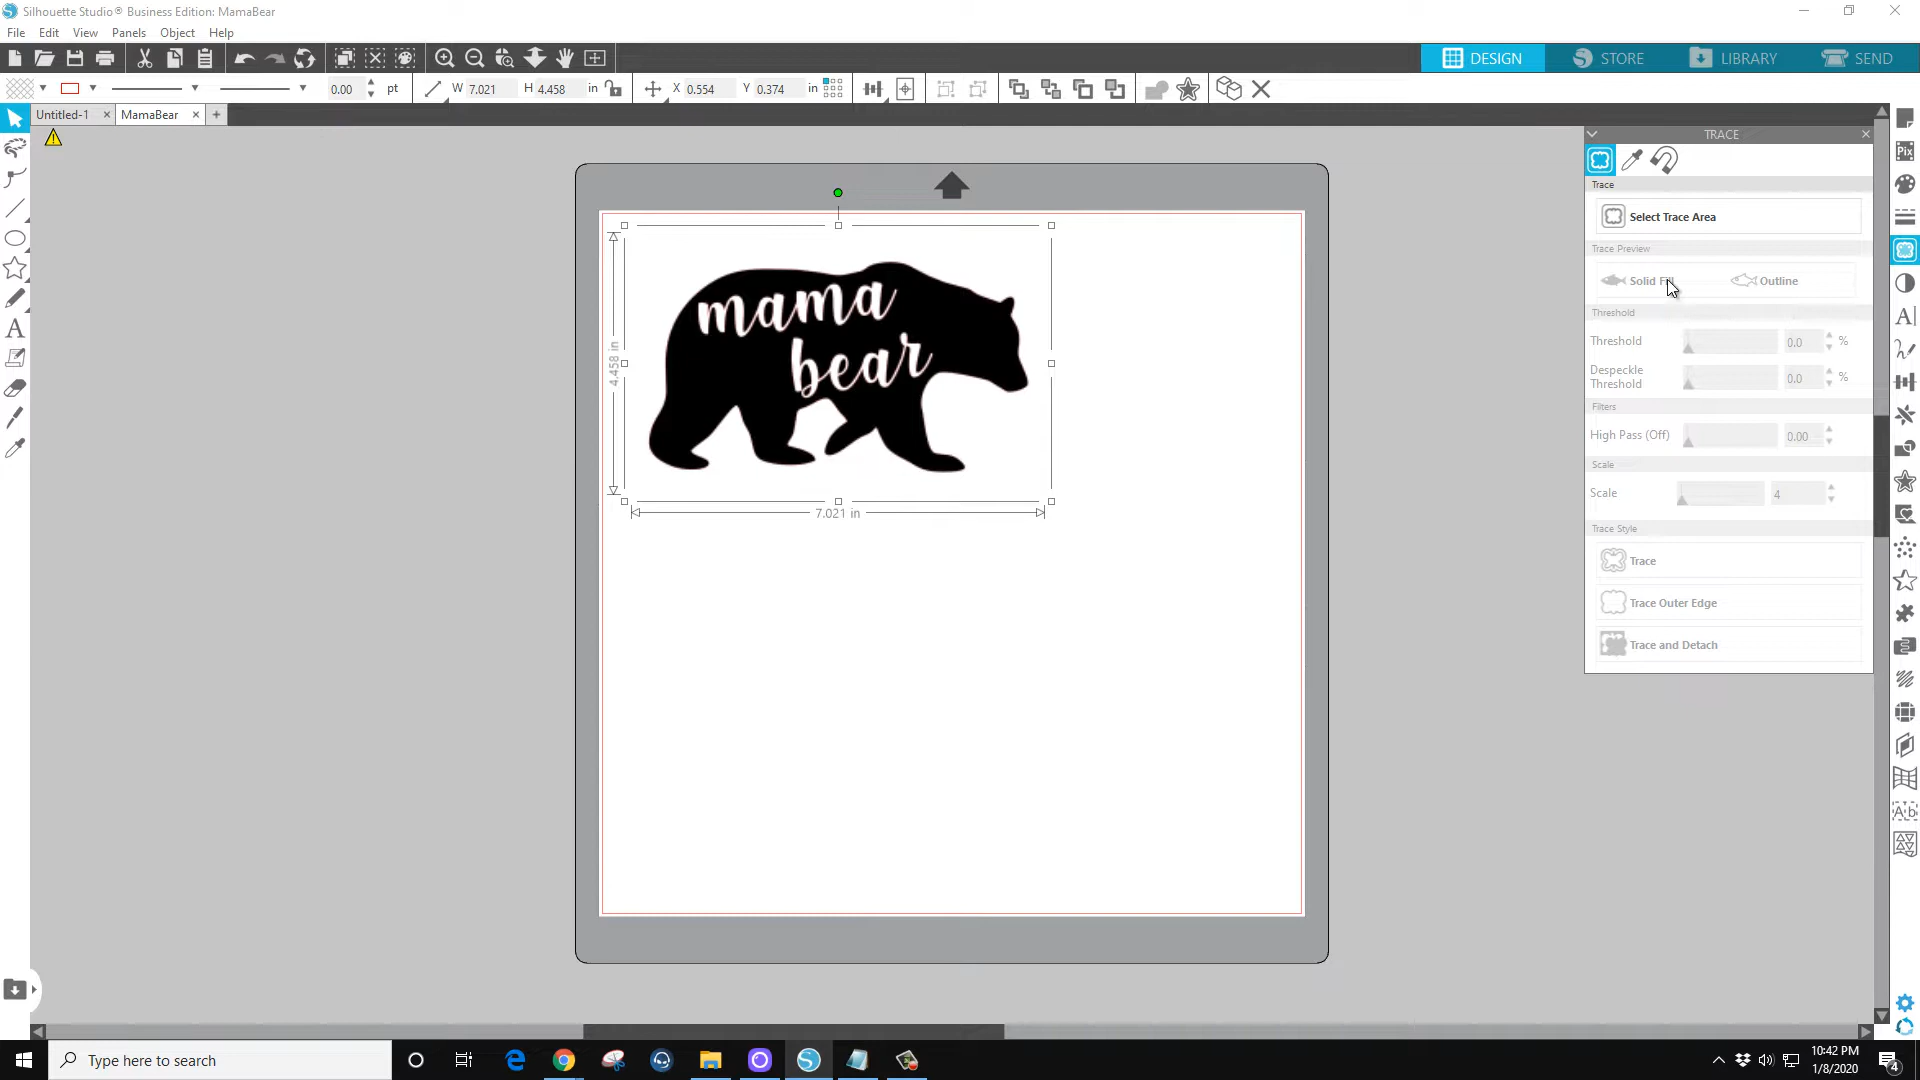 Silhouette Studio® Business Edition: MamaBear
File Edit View Panels Object Help
DESIGN STORE LIBRARY SEND
0.00 pt W 7.021 H 4.458 in X 0.554 Y 0.374 in
Untitled-1 MamaBear
TRACE
Trace
Select Trace Area
Trace Preview
Solid Fill Outline
Threshold
Threshold 0.0 %
Despeckle
Threshold 0.0 %
Filters
High Pass (Off) 0.00
Scale
Scale 4
Trace Style
Trace
Trace Outer Edge
Trace and Detach
mama
bear
4.458 in
7.021 in
Type here to search
10:42 PM
1/8/2020
4